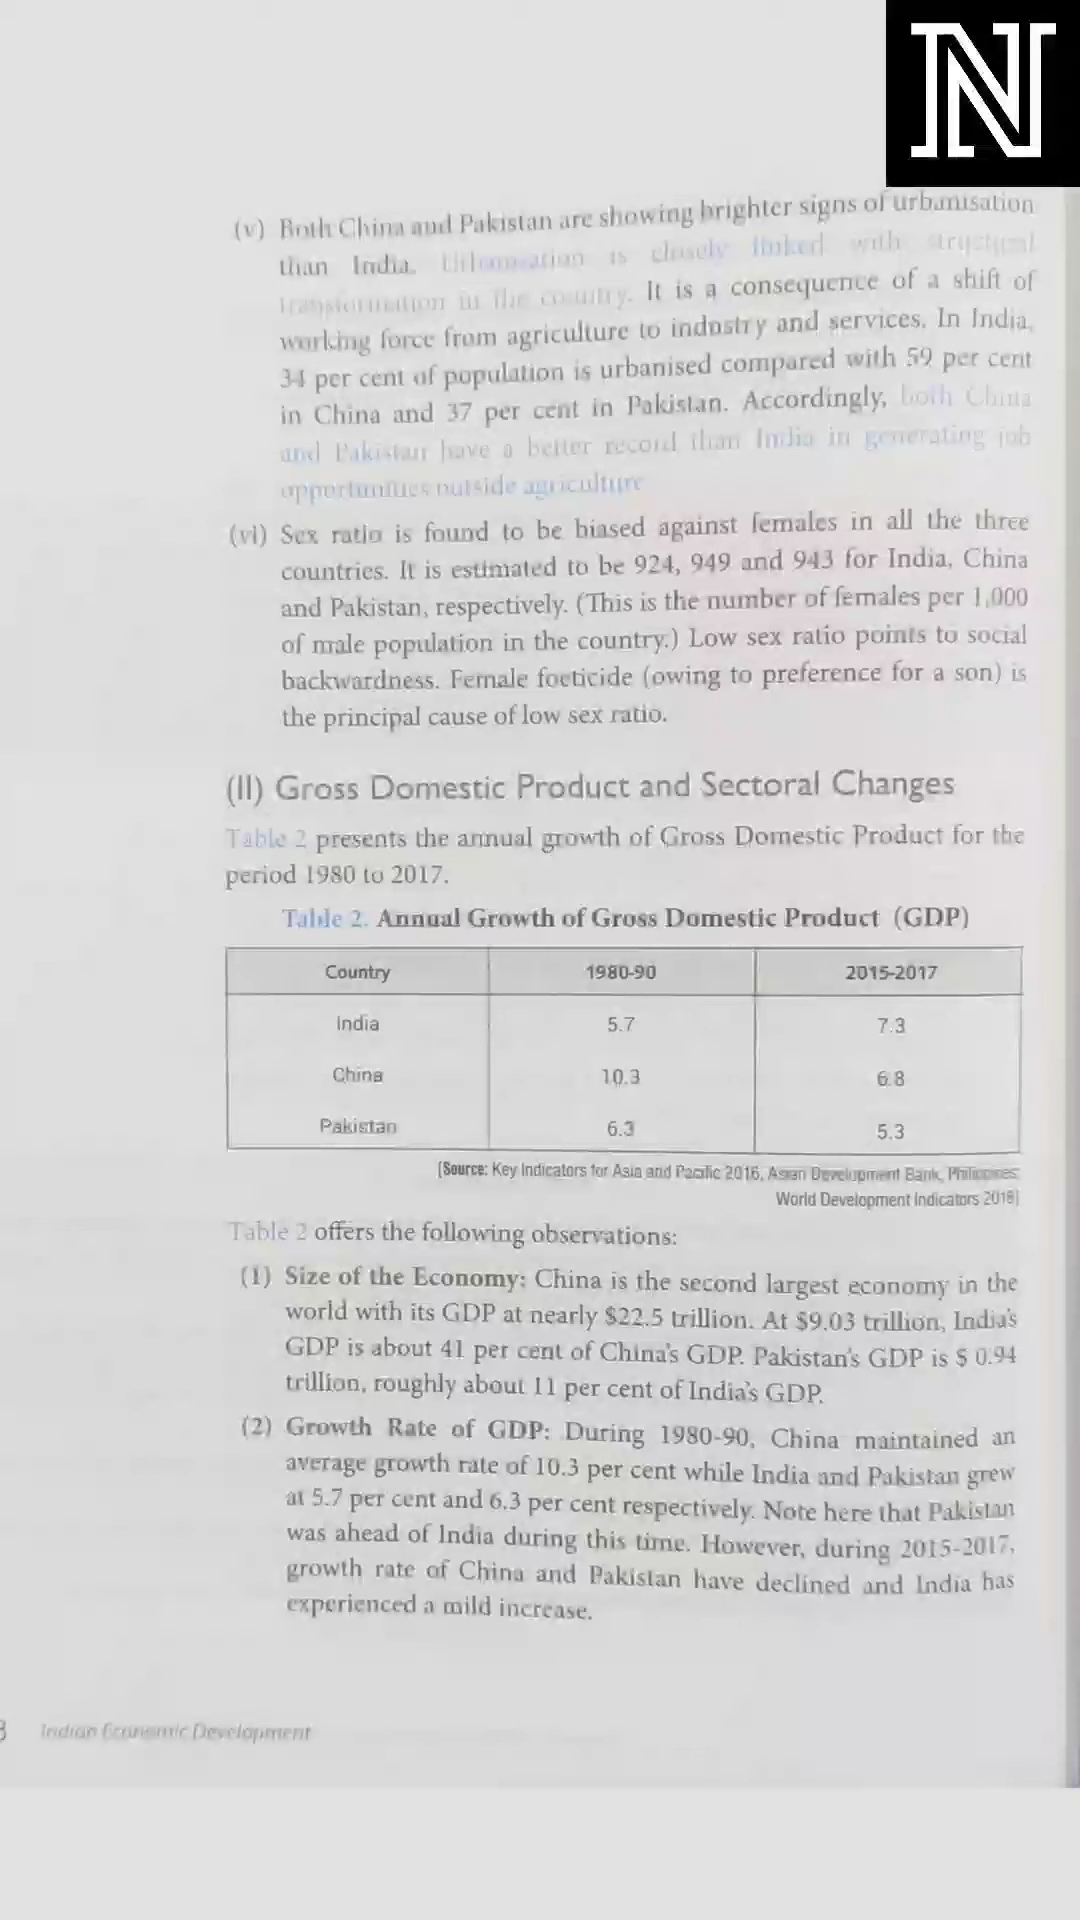 N
(v) Both China and Pakistan are showing brighter signs of urbanisation
than India. Urbanisation is closely linked with structural
transformation in the country. It is a consequence of a shift of
working force from agriculture to industry and services. In India,
34 per cent of population is urbanised compared with 59 per cent
in China and 37 per cent in Pakistan. Accordingly, both China
and Pakistan have a better record than India in generating job
opportunities outside agriculture
(vi) Sex ratio is found to be biased against females in all the three
countries. It is estimated to be 924, 949 and 943 for India, China
and Pakistan, respectively. (This is the number of females per 1,000
of male population in the country.) Low sex ratio points to social
backwardness. Female foeticide (owing to preference for a son) is
the principal cause of low sex ratio.
(II) Gross Domestic Product and Sectoral Changes
Table 2 presents the annual growth of Gross Domestic Product for the
period 1980 to 2017.
Table 2. Annual Growth of Gross Domestic Product (GDP)
Country 1980-90 2015-2017
India 5.7 7.3
China 10.3 6.8
Pakistan 6.3 5.3
[Source: Key Indicators for Asia and Pacific 2016, Asian Development Bank, Philippines;
World Development Indicators 2018]
Table 2 offers the following observations:
(1) Size of the Economy: China is the second largest economy in the
world with its GDP at nearly $22.5 trillion. At $9.03 trillion, India's
GDP is about 41 per cent of China's GDP. Pakistan's GDP is $ 0.94
trillion, roughly about 11 per cent of India's GDP.
(2) Growth Rate of GDP: During 1980-90, China maintained an
average growth rate of 10.3 per cent while India and Pakistan grew
at 5.7 per cent and 6.3 per cent respectively. Note here that Pakistan
was ahead of India during this time. However, during 2015-2017,
growth rate of China and Pakistan have declined and India has
experienced a mild increase.
Indian Economic Development